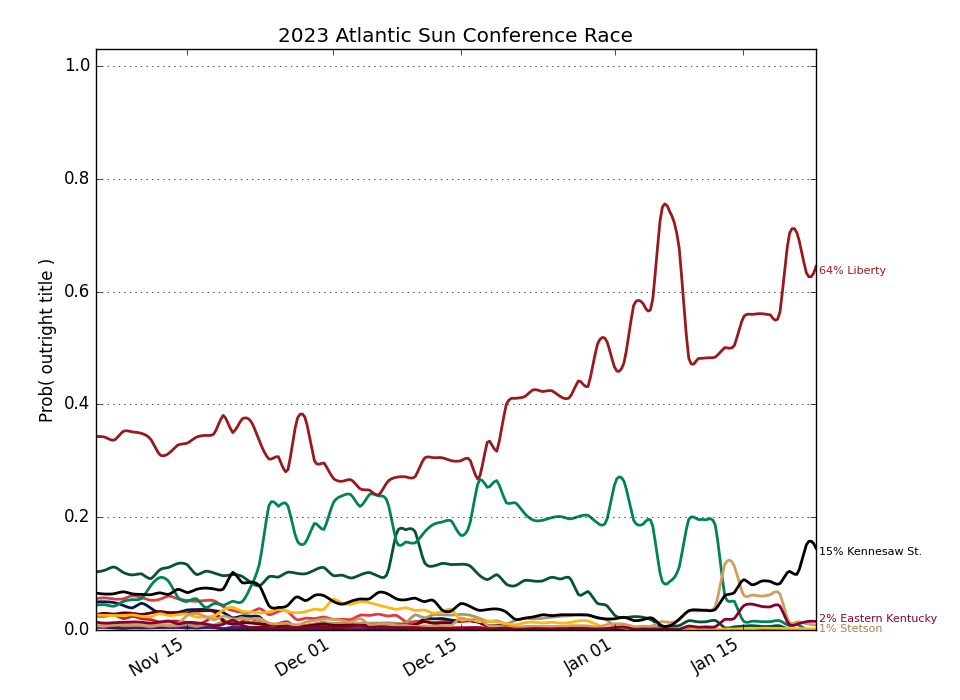 2023 Atlantic Sun Conference Race
1.0
0.8
0.6
0.4
0.2
0.0
Prob( outright title )
64% Liberty
15% Kennesaw St.
2% Eastern Kentucky
1% Stetson
Nov 15
Dec 01
Dec 15
Jan 01
Jan 15